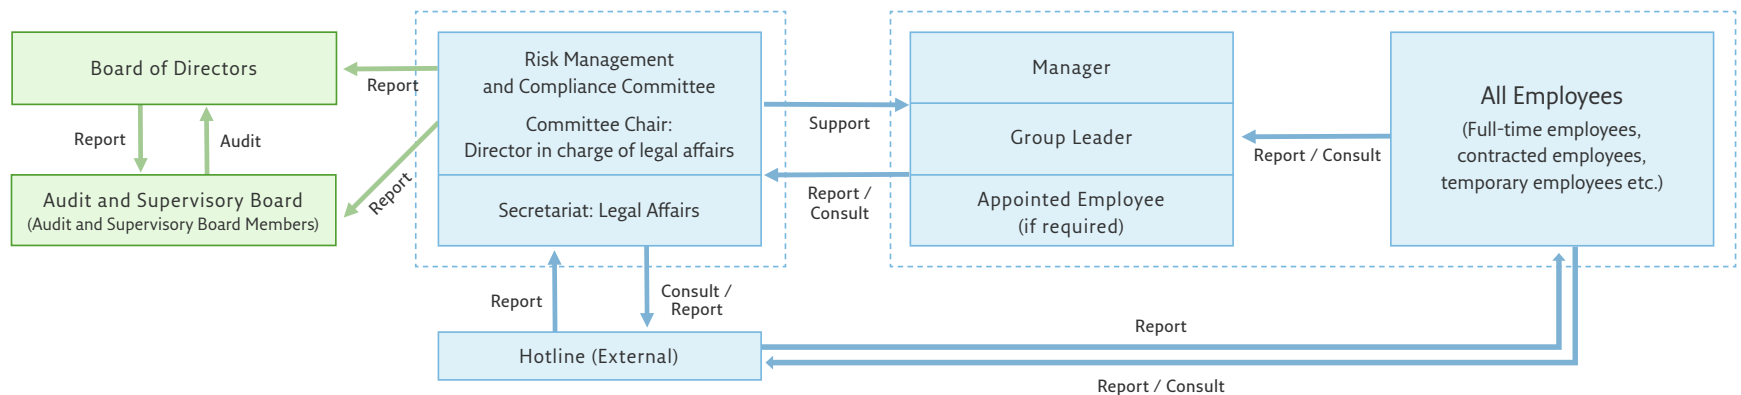 Board of Directors
Report
Audit
Audit and Supervisory Board
(Audit and Supervisory Board Members)
Report
Report
Risk Management
and Compliance Committee
Committee Chair:
Director in charge of legal affairs
Secretariat: Legal Affairs
Support
Report /
Consult
Manager
Group Leader
Appointed Employee
(if required)
Report / Consult
All Employees
(Full-time employees,
contracted employees,
temporary employees etc.)
Report
Consult /
Report
Hotline (External)
Report
Report / Consult